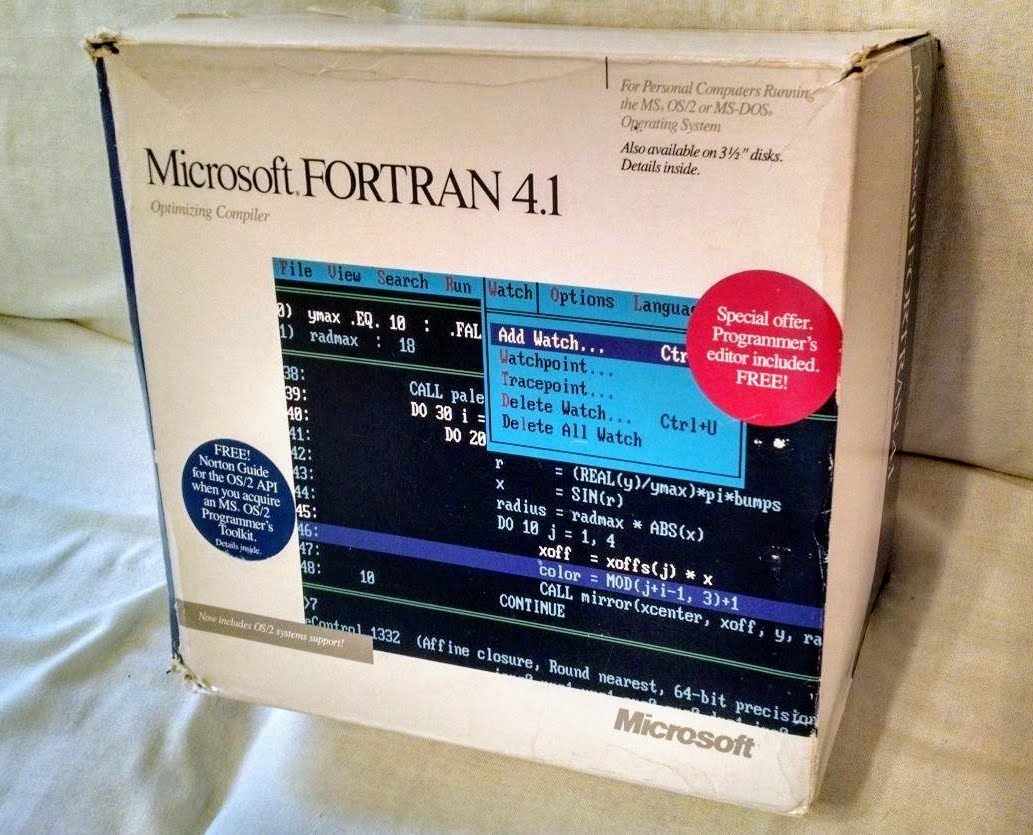 For Personal Computers Running
the MS® OS/2 or MS-DOS®
Operating System
Also available on 3½" disks.
Details inside.
Microsoft® FORTRAN 4.1
Optimizing Compiler
File View Search Run Watch Options Langua
0) ymax .EQ. 10 : .FAL
1) radmax : 18
Add Watch... Ctr
Watchpoint...
Tracepoint...
Delete Watch... Ctrl+U
Delete All Watch
Special offer.
Programmer's
editor included.
FREE!
38:
39: CALL pale
40: DO 30 i =
41: DO 20
42:
43: r = (REAL(y)/ymax)*pi*bumps
44: x = SIN(r)
45: radius = radmax * ABS(x)
46: DO 10 j = 1, 4
47: xoff = xoffs(j) * x
48: color = MOD(j+i-1, 3)+1
CALL mirror(xcenter, xoff, y, ra
10 CONTINUE
>?
eControl 1332 (Affine closure, Round nearest, 64-bit precision
FREE!
Norton Guide
for the OS/2 API
when you acquire
an MS® OS/2
Programmer's
Toolkit.
Details inside.
Now includes OS/2 systems support!
Microsoft